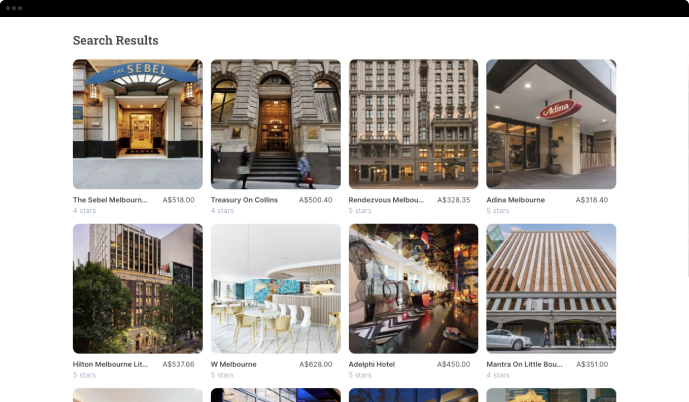 Search Results
THE SEBEL
Adina
The Sebel Melbourn... A$518.00
4 stars
Treasury On Collins A$500.40
4 stars
Rendezvous Melbou... A$328.35
5 stars
Adina Melbourne A$318.40
5 stars
Hilton Melbourne Lit... A$537.66
5 stars
W Melbourne A$628.00
5 stars
Adelphi Hotel A$450.00
5 stars
Mantra On Little Bou... A$351.00
4 stars